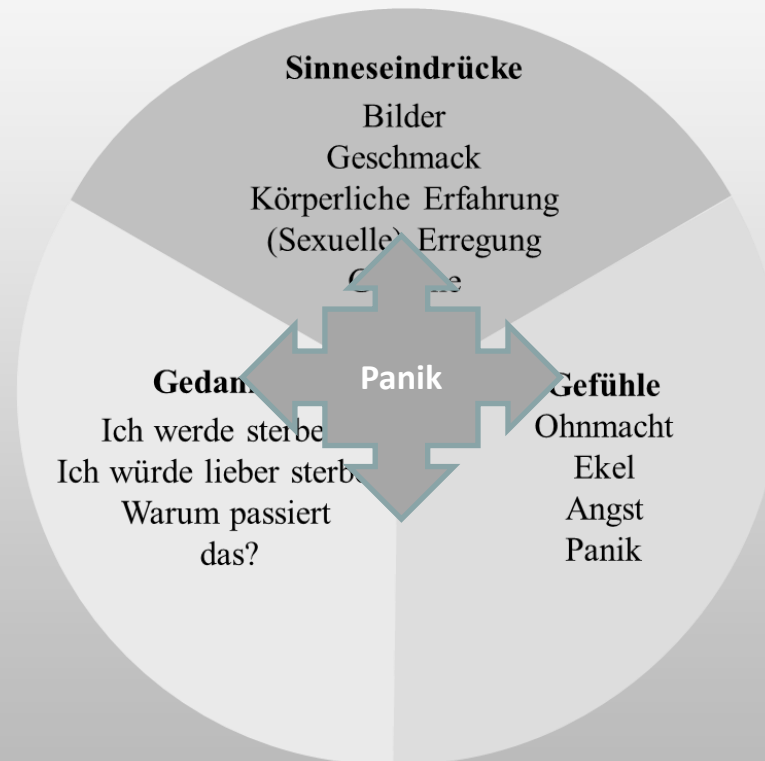 Sinneseindrücke
Bilder
Geschmack
Körperliche Erfahrung
(Sexuelle) Erregung
Panik
Ich werde
Ich würde lieber
Warum passiert
das?
Gefühle
Ohnmacht
Ekel
Angst
Panik